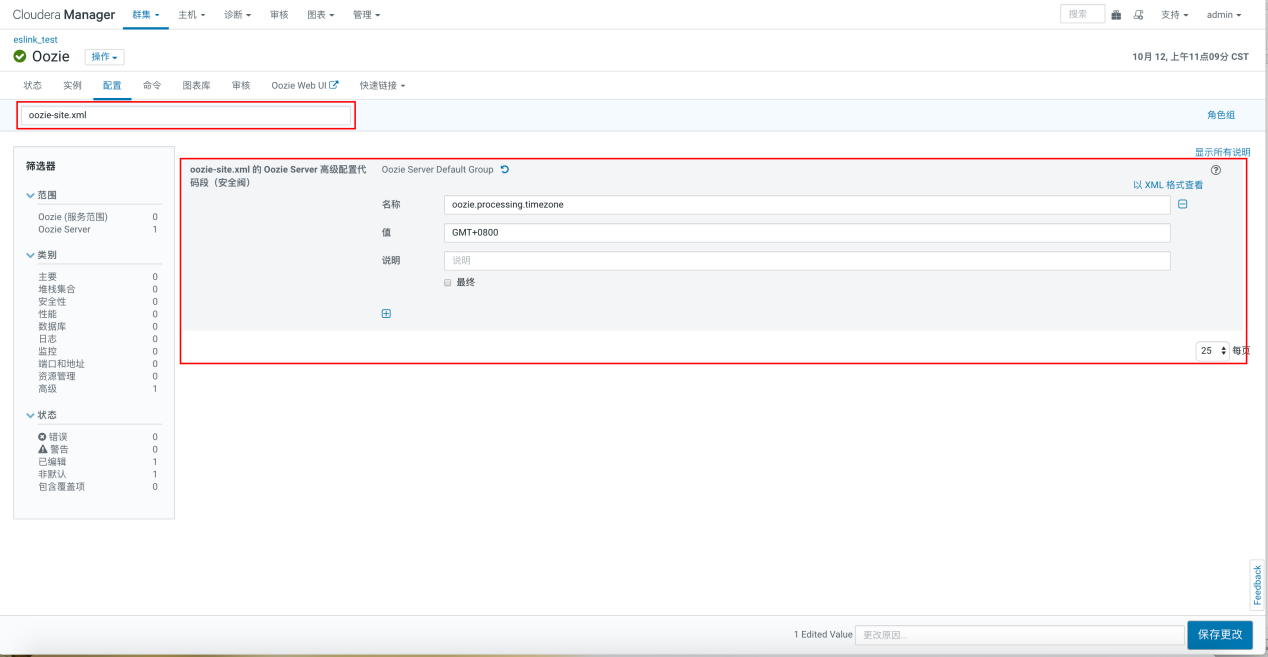 Cloudera Manager 群集 主机 诊断 审核 图表 管理 搜索 支持 admin
eslink_test
Oozie 操作 10月 12, 上午11点09分 CST
状态 实例 配置 命令 图表库 审核 Oozie Web UI 快速链接
oozie-site.xml 角色组
显示所有说明
筛选器
范围
Oozie (服务范围) 0
Oozie Server 1
类别
主要 0
堆栈集合 0
安全性 0
性能 0
数据库 0
日志 0
监控 0
端口和地址 0
资源管理 0
高级 1
状态
错误 0
警告 0
已编辑 1
非默认 1
包含覆盖项 0
oozie-site.xml 的 Oozie Server 高级配置代
码段（安全阀）
Oozie Server Default Group
以 XML 格式查看
名称 oozie.processing.timezone
值 GMT+0800
说明 说明
最终
25 每页
Feedback
1 Edited Value 更改原因... 保存更改